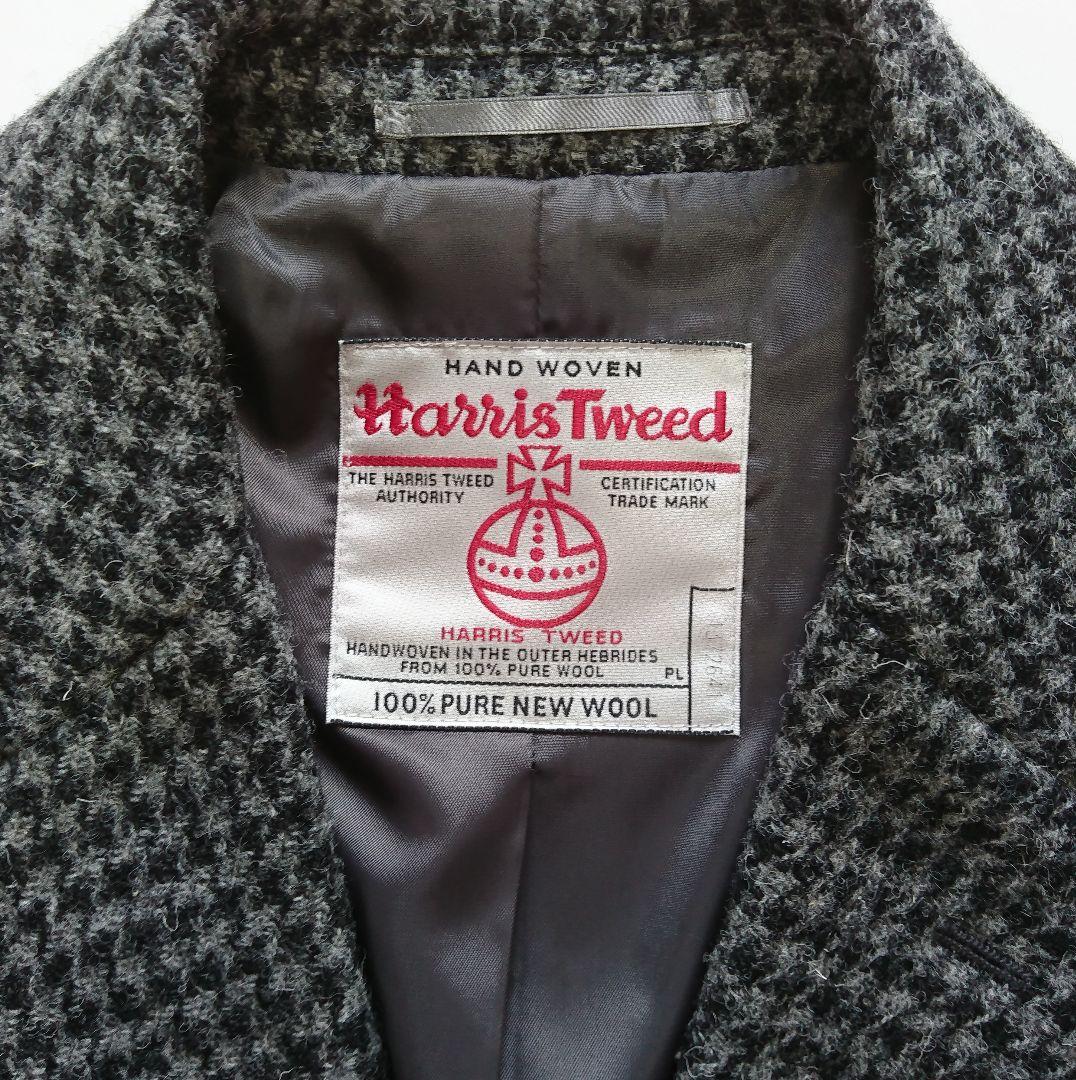 HAND WOVEN
Harris Tweed
THE HARRIS TWEED
AUTHORITY
CERTIFICATION
TRADE MARK
HARRIS TWEED
HANDWOVEN IN THE OUTER HEBRIDES
FROM 100% PURE WOOL
PL
100% PURE NEW WOOL